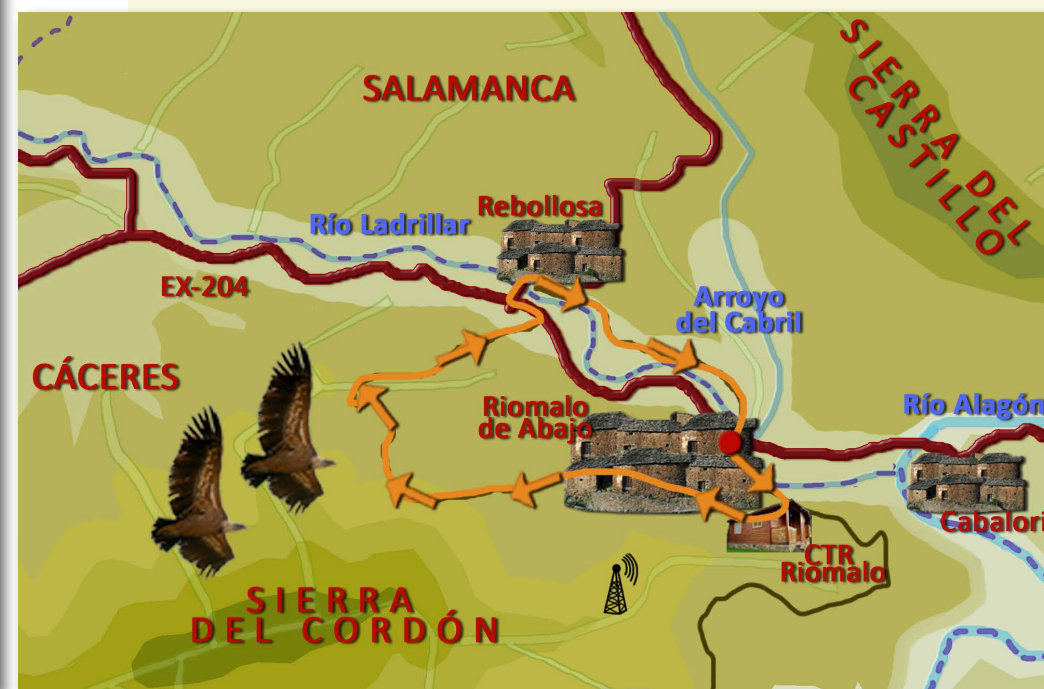 SIERRA DEL
CASTILLO
SALAMANCA
Rebollosa
Río Ladrillar
EX-204
Arroyo
del Cabril
CÁCERES
Riomalo
de Abajo
Río Alagón
Cabalori
CTR
Riomalo
SIERRA
DEL CORDÓN